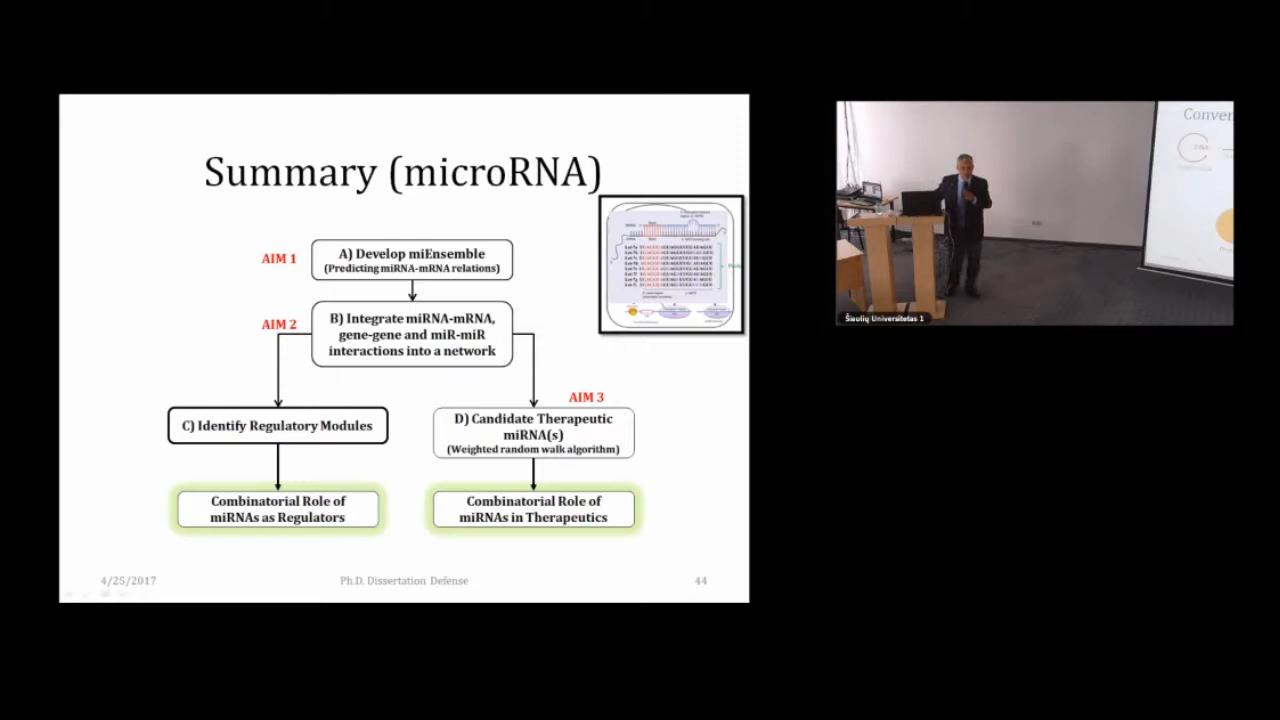 Summary (microRNA)
AIM 1
A) Develop miEnsemble
(Predicting miRNA-mRNA relations)
AIM 2
B) Integrate miRNA-mRNA,
gene-gene and miR-miR
interactions into a network
C) Identify Regulatory Modules
AIM 3
D) Candidate Therapeutic
miRNA(s)
(Weighted random walk algorithm)
Combinatorial Role of
miRNAs as Regulators
Combinatorial Role of
miRNAs in Therapeutics
4/25/2017
Ph.D. Dissertation Defense
44
Conven
DNA
Šiaulių Universitetas 1